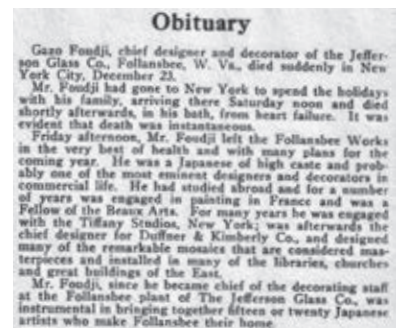 Obituary
Gazo Foudji, chief designer and decorator of the Jeffer-
son Glass Co., Follansbee, W. Va., died suddenly in New
York City, December 23.
Mr. Foudji had gone to New York to spend the holidays
with his family, arriving there Saturday noon and died
shortly afterwards, in his bath, from heart failure. It was
evident that death was instantaneous.
Friday afternoon, Mr. Foudji left the Follansbee Works
in the very best of health and with many plans for the
coming year. He was a Japanese of high caste and prob-
ably one of the most eminent designers and decorators in
commercial life. He had studied abroad and for a number
of years was engaged in painting in France and was a
Fellow of the Beaux Arts. For many years he was engaged
with the Tiffany Studios, New York; was afterwards the
chief designer for Duffner & Kimberly Co., and designed
many of the remarkable mosaics that are considered mas-
terpieces and installed in many of the libraries, churches
and great buildings of the East.
Mr. Foudji, since he became chief of the decorating staff
at the Follansbee plant of The Jefferson Glass Co., was
instrumental in bringing together fifteen or twenty Japanese
artists who make Follansbee their home.